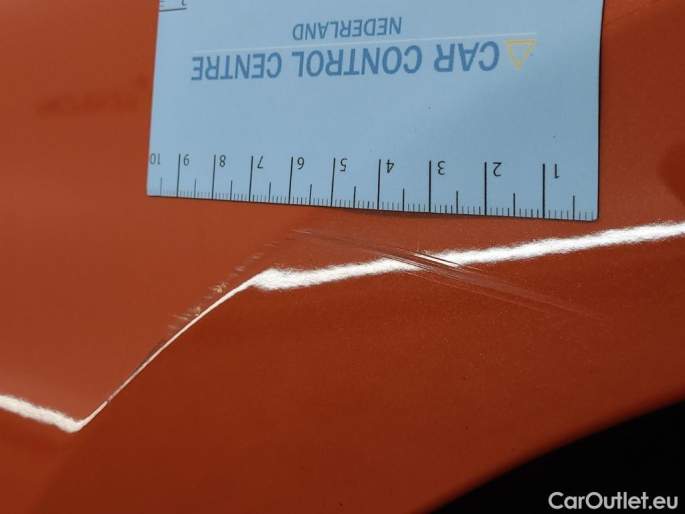 CAR CONTROL CENTRE
NEDERLAND
1 2 3 4 5 6 7 8 9 10
CarOutlet.eu